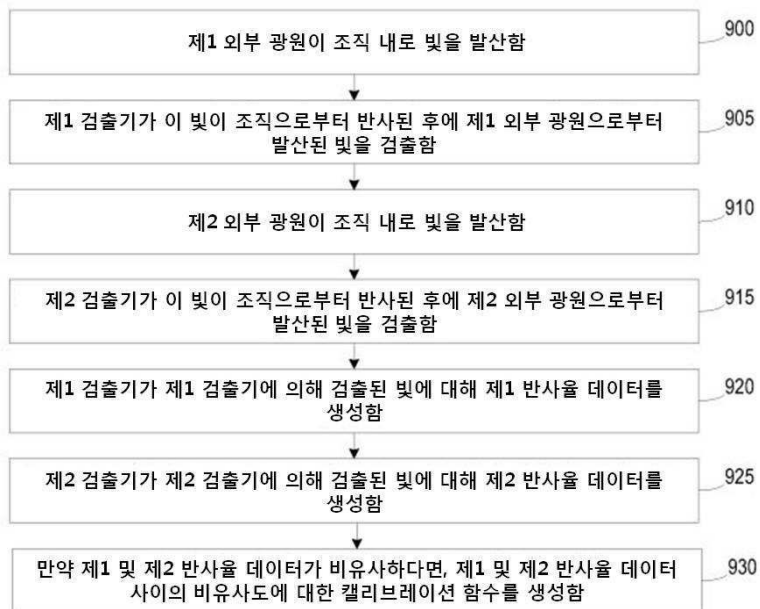 제1 외부 광원이 조직 내로 빛을 발산함
900
제1 검출기가 이 빛이 조직으로부터 반사된 후에 제1 외부 광원으로부터
발산된 빛을 검출함
905
제2 외부 광원이 조직 내로 빛을 발산함
910
제2 검출기가 이 빛이 조직으로부터 반사된 후에 제2 외부 광원으로부터
발산된 빛을 검출함
915
제1 검출기가 제1 검출기에 의해 검출된 빛에 대해 제1 반사율 데이터를
생성함
920
제2 검출기가 제2 검출기에 의해 검출된 빛에 대해 제2 반사율 데이터를
생성함
925
만약 제1 및 제2 반사율 데이터가 비유사하다면, 제1 및 제2 반사율 데이터
사이의 비유사도에 대한 캘리브레이션 함수를 생성함
930